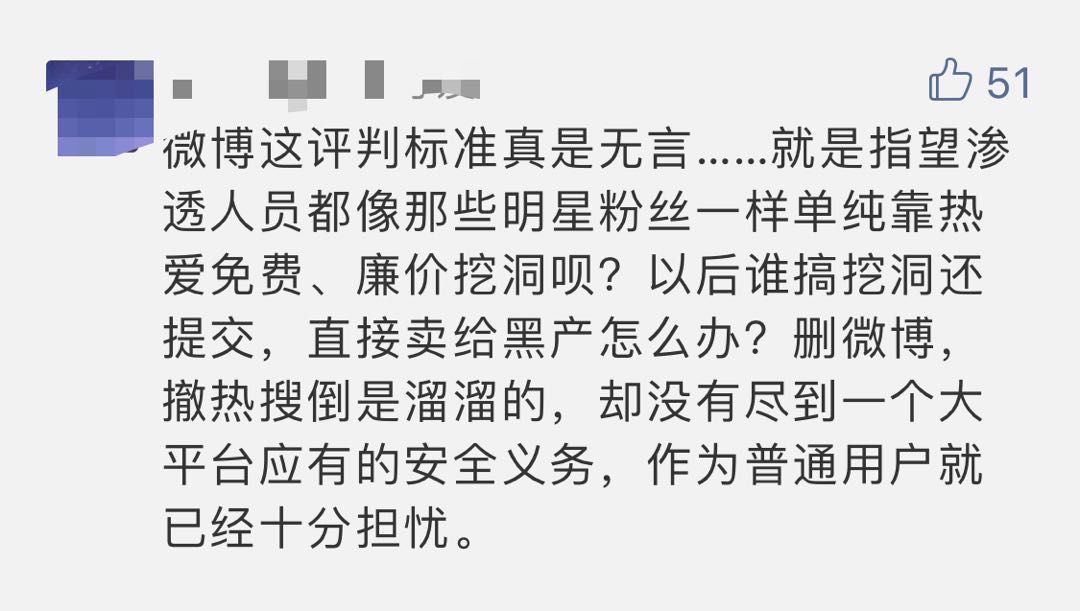 51
微博这评判标准真是无言……就是指望渗
透人员都像那些明星粉丝一样单纯靠热
爱免费、廉价挖洞呗？以后谁搞挖洞还
提交，直接卖给黑产怎么办？删微博，
撤热搜倒是溜溜的，却没有尽到一个大
平台应有的安全义务，作为普通用户就
已经十分担忧。